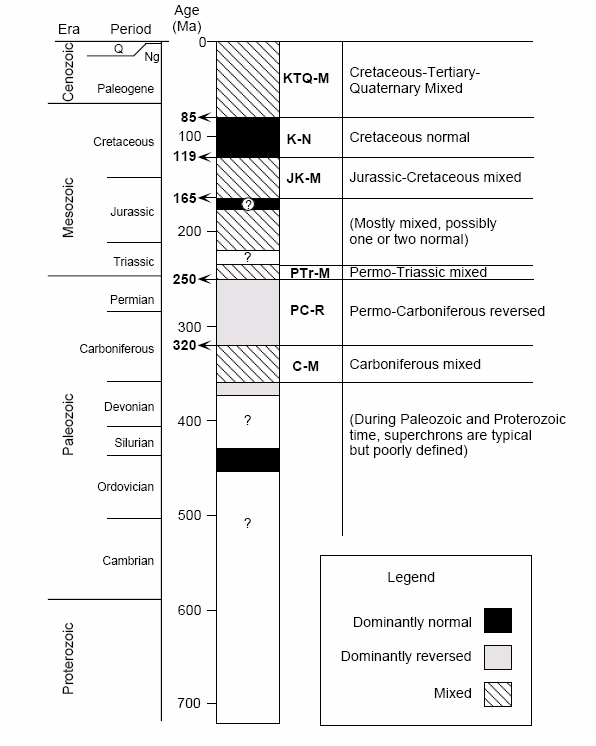 Age
Era Period (Ma)
Cenozoic
Q
Ng
Paleogene
0
KTQ-M Cretaceous-Tertiary-
Quaternary Mixed
85
Mesozoic
Cretaceous
100
K-N Cretaceous normal
119
JK-M Jurassic-Cretaceous mixed
165
?
Jurassic
200
(Mostly mixed, possibly
one or two normal)
Triassic
?
250
PTr-M Permo-Triassic mixed
Paleozoic
Permian
PC-R Permo-Carboniferous reversed
300
320
Carboniferous
C-M Carboniferous mixed
Devonian
400
?
(During Paleozoic and Proterozoic
time, superchrons are typical
but poorly defined)
Silurian
Ordovician
500
?
Cambrian
600
Proterozoic
700
Legend
Dominantly normal
Dominantly reversed
Mixed